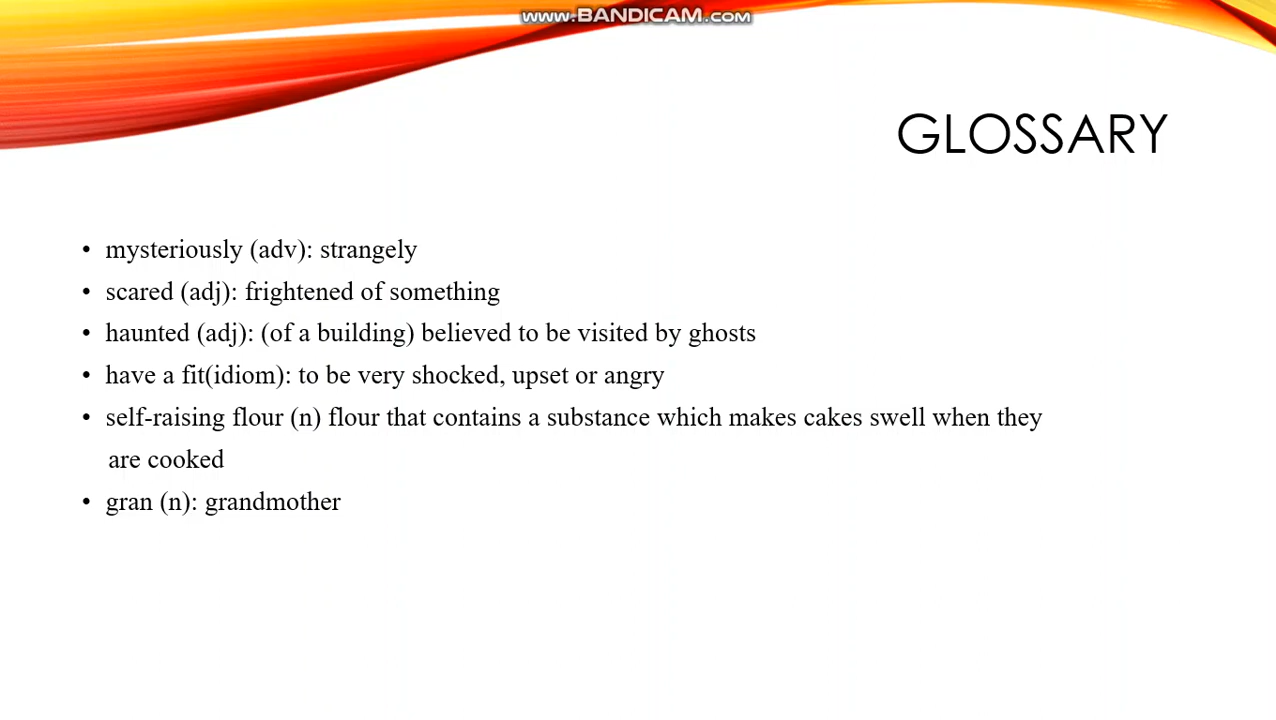 www.BANDICAM.com
GLOSSARY
• mysteriously (adv): strangely
• scared (adj): frightened of something
• haunted (adj): (of a building) believed to be visited by ghosts
• have a fit(idiom): to be very shocked, upset or angry
• self-raising flour (n) flour that contains a substance which makes cakes swell when they
are cooked
• gran (n): grandmother